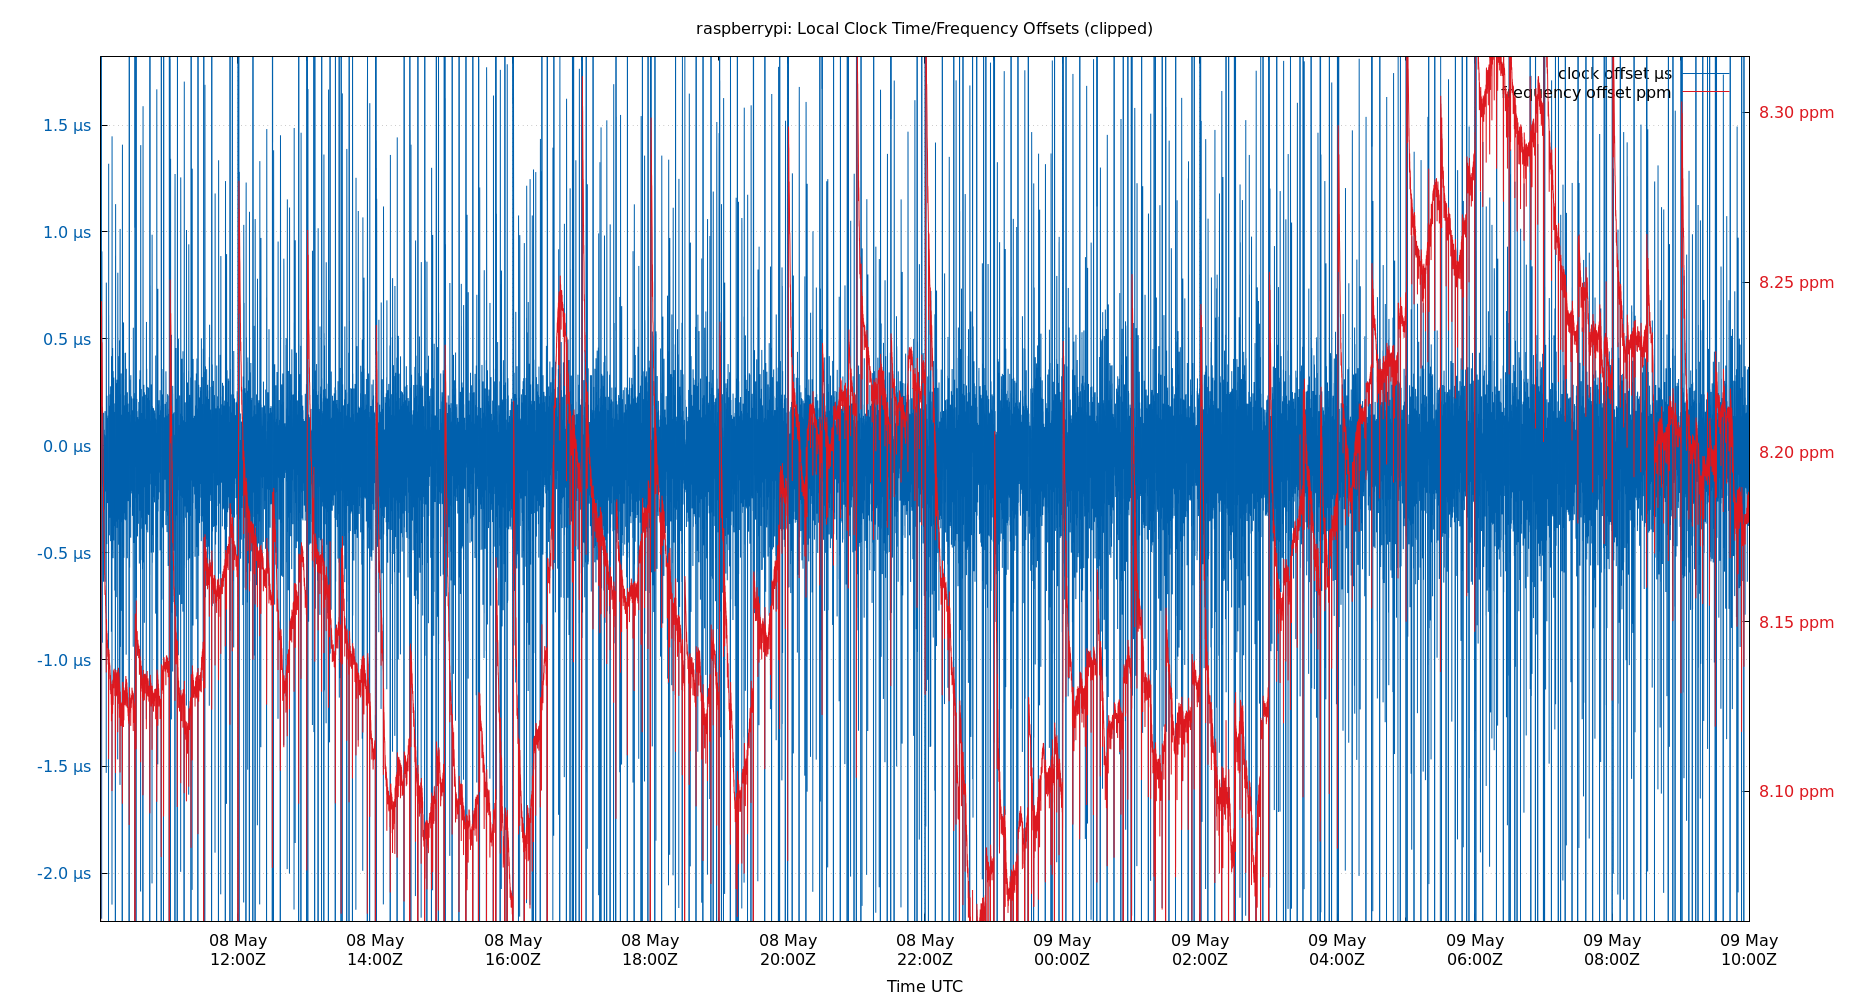 raspberrypi: Local Clock Time/Frequency Offsets (clipped)
clock offset μs
frequency offset ppm
1.5 μs
1.0 μs
0.5 μs
0.0 μs
-0.5 μs
-1.0 μs
-1.5 μs
-2.0 μs
8.30 ppm
8.25 ppm
8.20 ppm
8.15 ppm
8.10 ppm
08 May 08 May 08 May 08 May 08 May 08 May 09 May 09 May 09 May 09 May 09 May 09 May
12:00Z 14:00Z 16:00Z 18:00Z 20:00Z 22:00Z 00:00Z 02:00Z 04:00Z 06:00Z 08:00Z 10:00Z
Time UTC